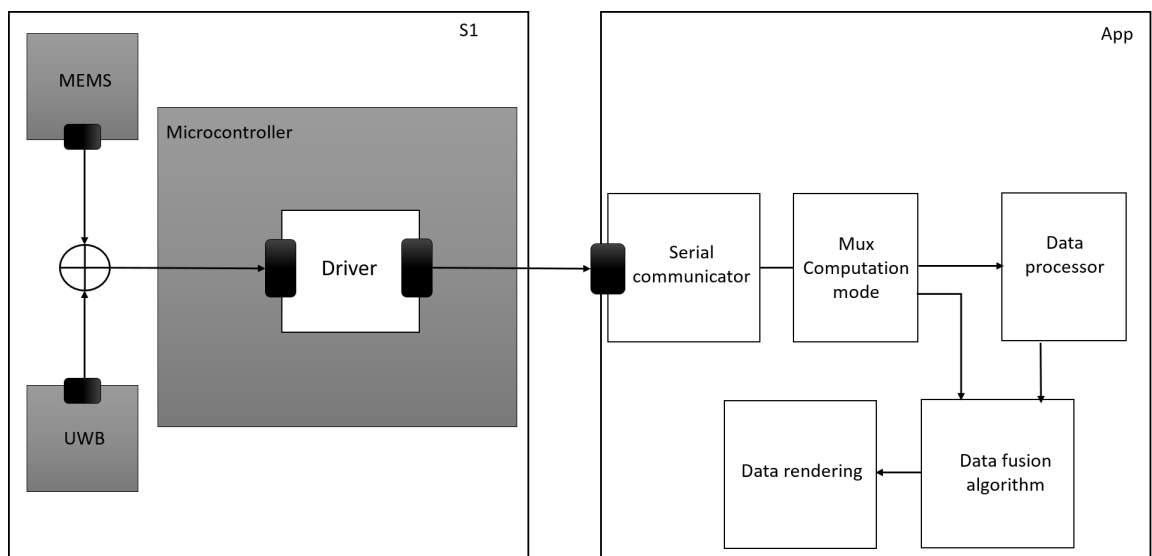 S1
App
MEMS
Microcontroller
Driver
UWB
Serial
communicator
Mux
Computation
mode
Data
processor
Data rendering
Data fusion
algorithm